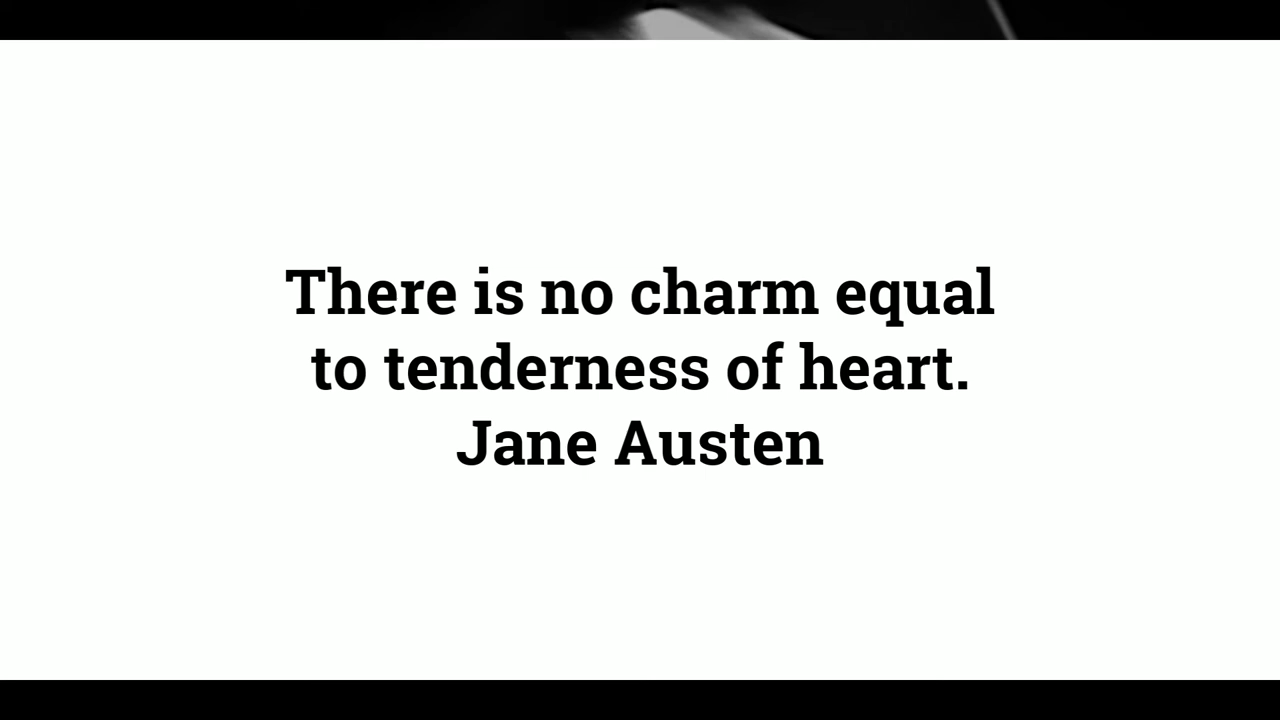 There is no charm equal
to tenderness of heart.
Jane Austen